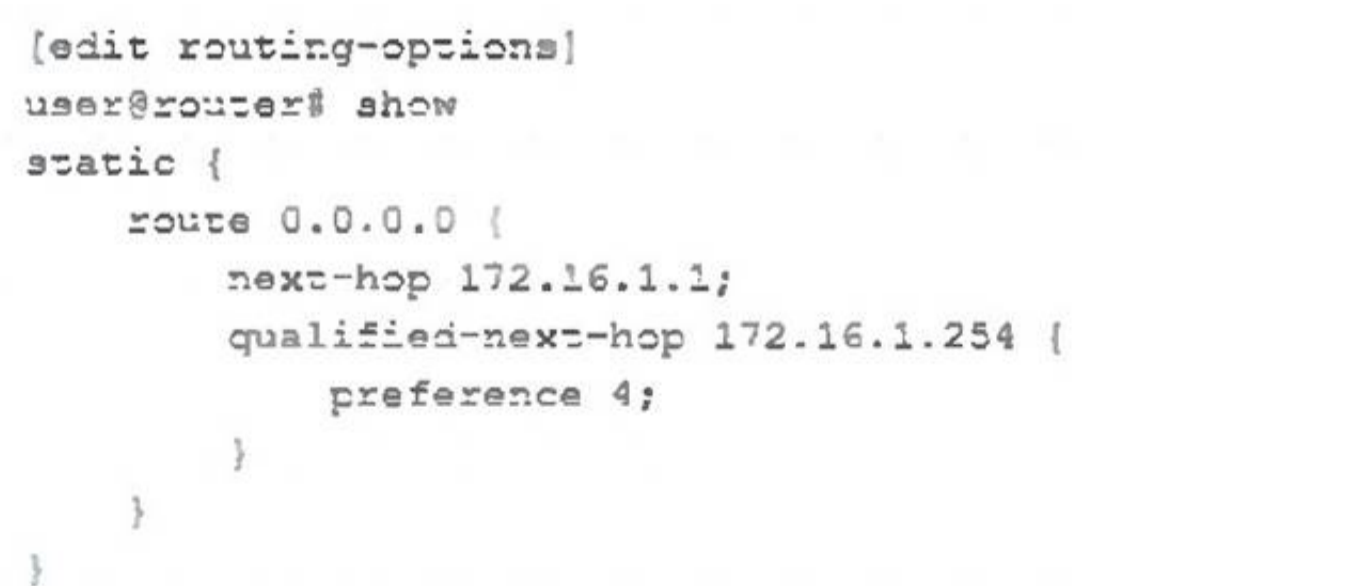 [edit routing-options]
user@router# show
static {
route 0.0.0.0 {
next-hop 172.16.1.1;
qualified-next-hop 172.16.1.254 {
preference 4;
}
}
}